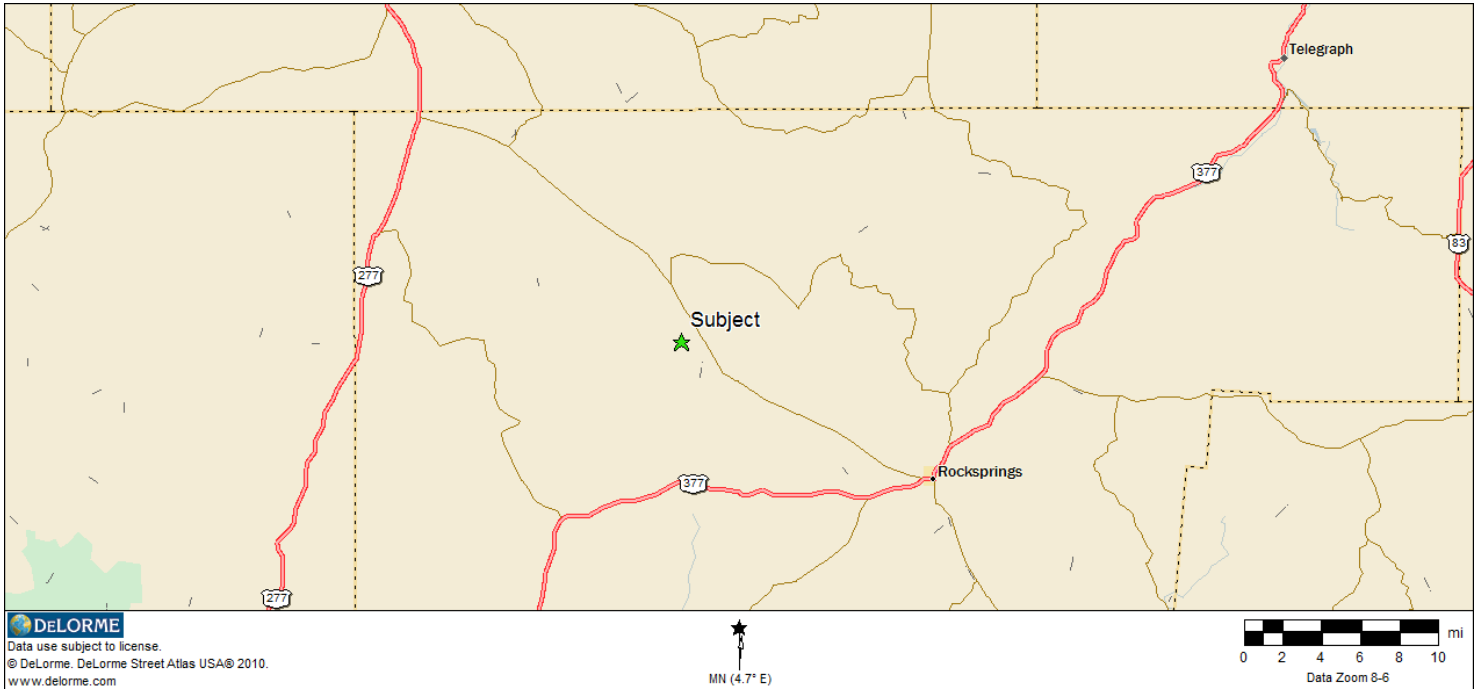 Telegraph
377
83
277
Subject
Rocksprings
377
277
DELORME
Data use subject to license.
© DeLorme. DeLorme Street Atlas USA® 2010.
www.delorme.com
MN (4.7° E)
mi
0 2 4 6 8 10
Data Zoom 8-6